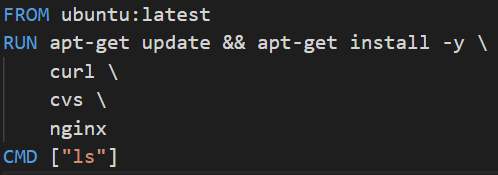 FROM ubuntu:latest
RUN apt-get update && apt-get install -y \
    curl \
    cvs \
    nginx
CMD ["ls"]